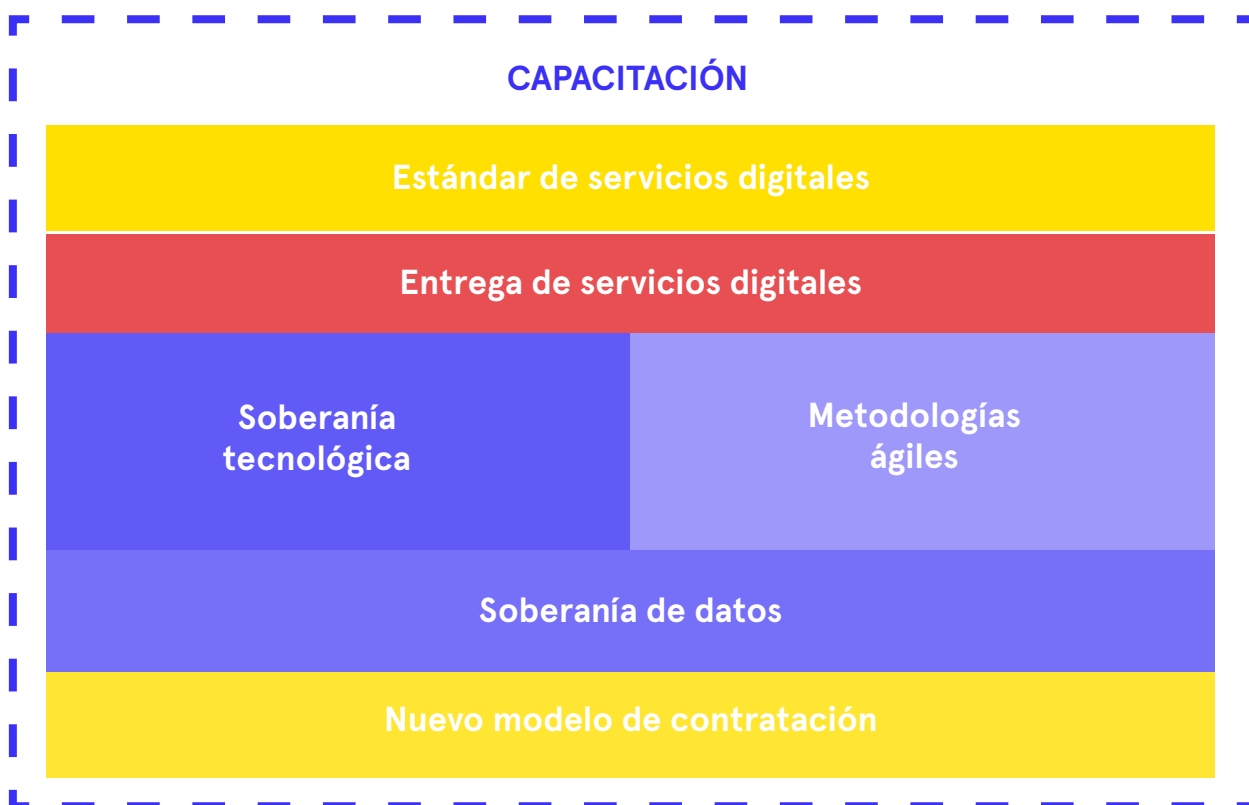 CAPACITACIÓN
Estándar de servicios digitales
Entrega de servicios digitales
Soberanía
tecnológica
Metodologías
ágiles
Soberanía de datos
Nuevo modelo de contratación